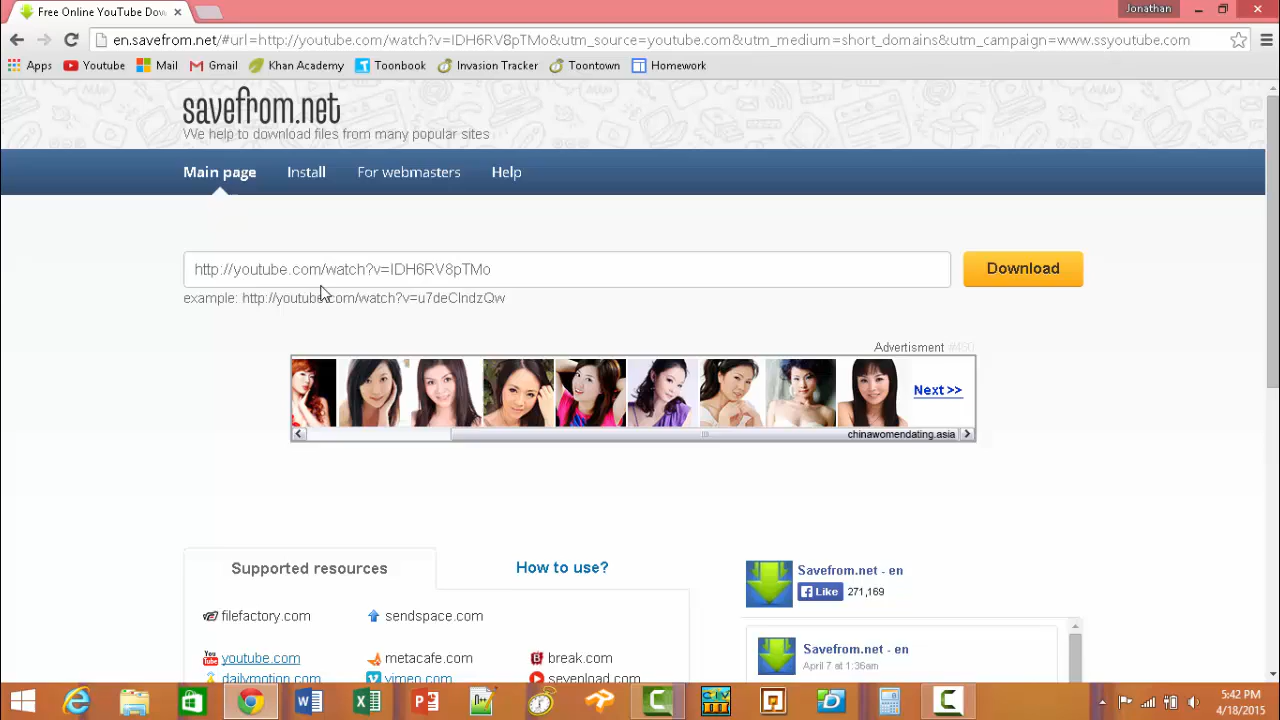 Free Online YouTube Dow
Jonathan
en.savefrom.net/#url=http://youtube.com/watch?v=IDH6RV8pTMo&utm_source=youtube.com&utm_medium=short_domains&utm_campaign=www.ssyoutube.com
Apps YouTube Mail Gmail Khan Academy Toonbook Invasion Tracker Toontown Homework
savefrom.net
We help to download files from many popular sites
Main page Install For webmasters Help
http://youtube.com/watch?v=IDH6RV8pTMo Download
example: http://youtube.com/watch?v=u7deClndzQw
Advertisment #490
Next >>
chinawomendating.asia
Supported resources How to use?
Savefrom.net - en
Like 271,169
filefactory.com sendspace.com
youtube.com metacafe.com break.com
Savefrom.net - en
April 7 at 1:36am
dailymotion.com vimeo.com sevenload.com
5:42 PM
4/18/2015